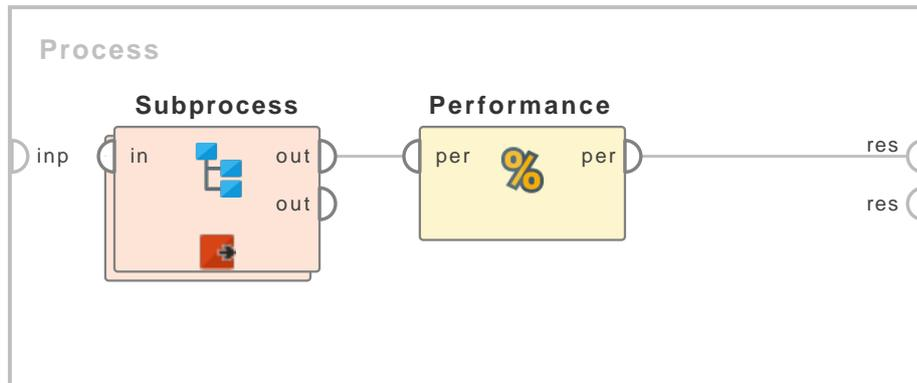 Process
Subprocess
Performance
inp
in
out
per
per
res
out
res